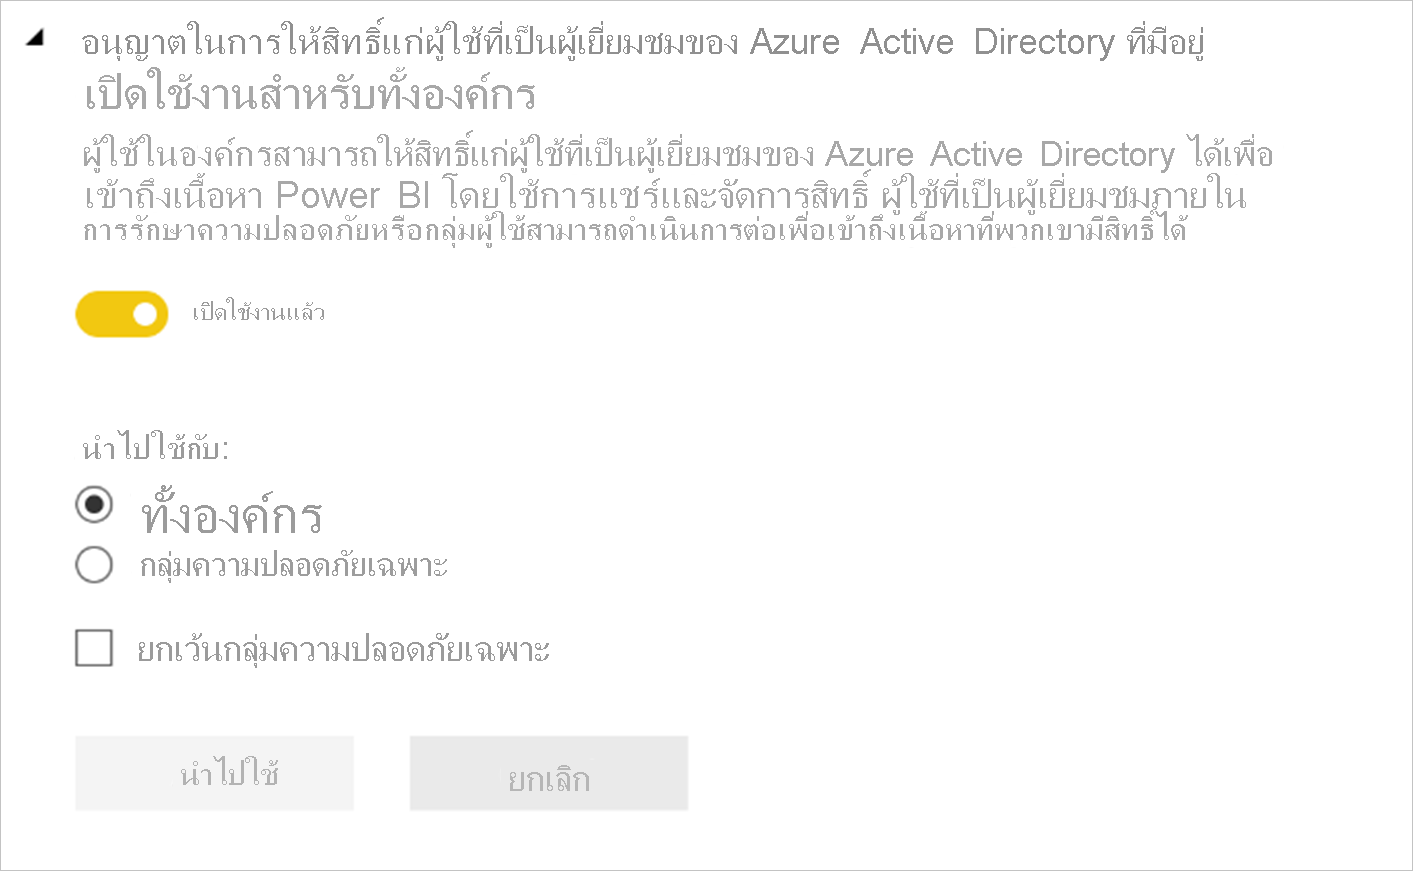 อนุญาตในการให้สิทธิ์แก่ผู้ใช้ที่เป็นผู้เยี่ยมชมของ Azure Active Directory ที่มีอยู่
เปิดใช้งานสำหรับทั้งองค์กร
ผู้ใช้ในองค์กรสามารถให้สิทธิ์แก่ผู้ใช้ที่เป็นผู้เยี่ยมชมของ Azure Active Directory ได้เพื่อ
เข้าถึงเนื้อหา Power BI โดยใช้การแชร์และจัดการสิทธิ์ ผู้ใช้ที่เป็นผู้เยี่ยมชมภายใน
การรักษาความปลอดภัยหรือกลุ่มผู้ใช้สามารถดำเนินการต่อเพื่อเข้าถึงเนื้อหาที่พวกเขามีสิทธิ์ได้
เปิดใช้งานแล้ว
นำไปใช้กับ:
ทั้งองค์กร
กลุ่มความปลอดภัยเฉพาะ
ยกเว้นกลุ่มความปลอดภัยเฉพาะ
นำไปใช้
ยกเลิก